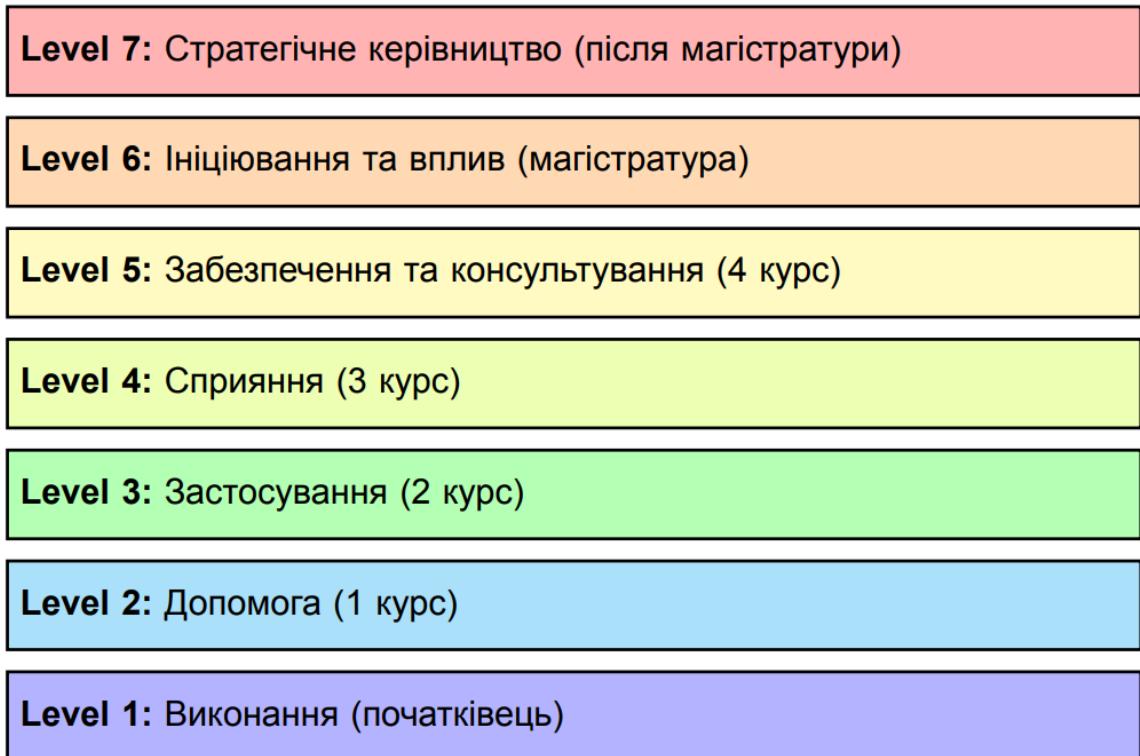 Level 7: Стратегічне керівництво (після магістратури)
Level 6: Ініціювання та вплив (магістратура)
Level 5: Забезпечення та консультування (4 курс)
Level 4: Сприяння (3 курс)
Level 3: Застосування (2 курс)
Level 2: Допомога (1 курс)
Level 1: Виконання (початківець)